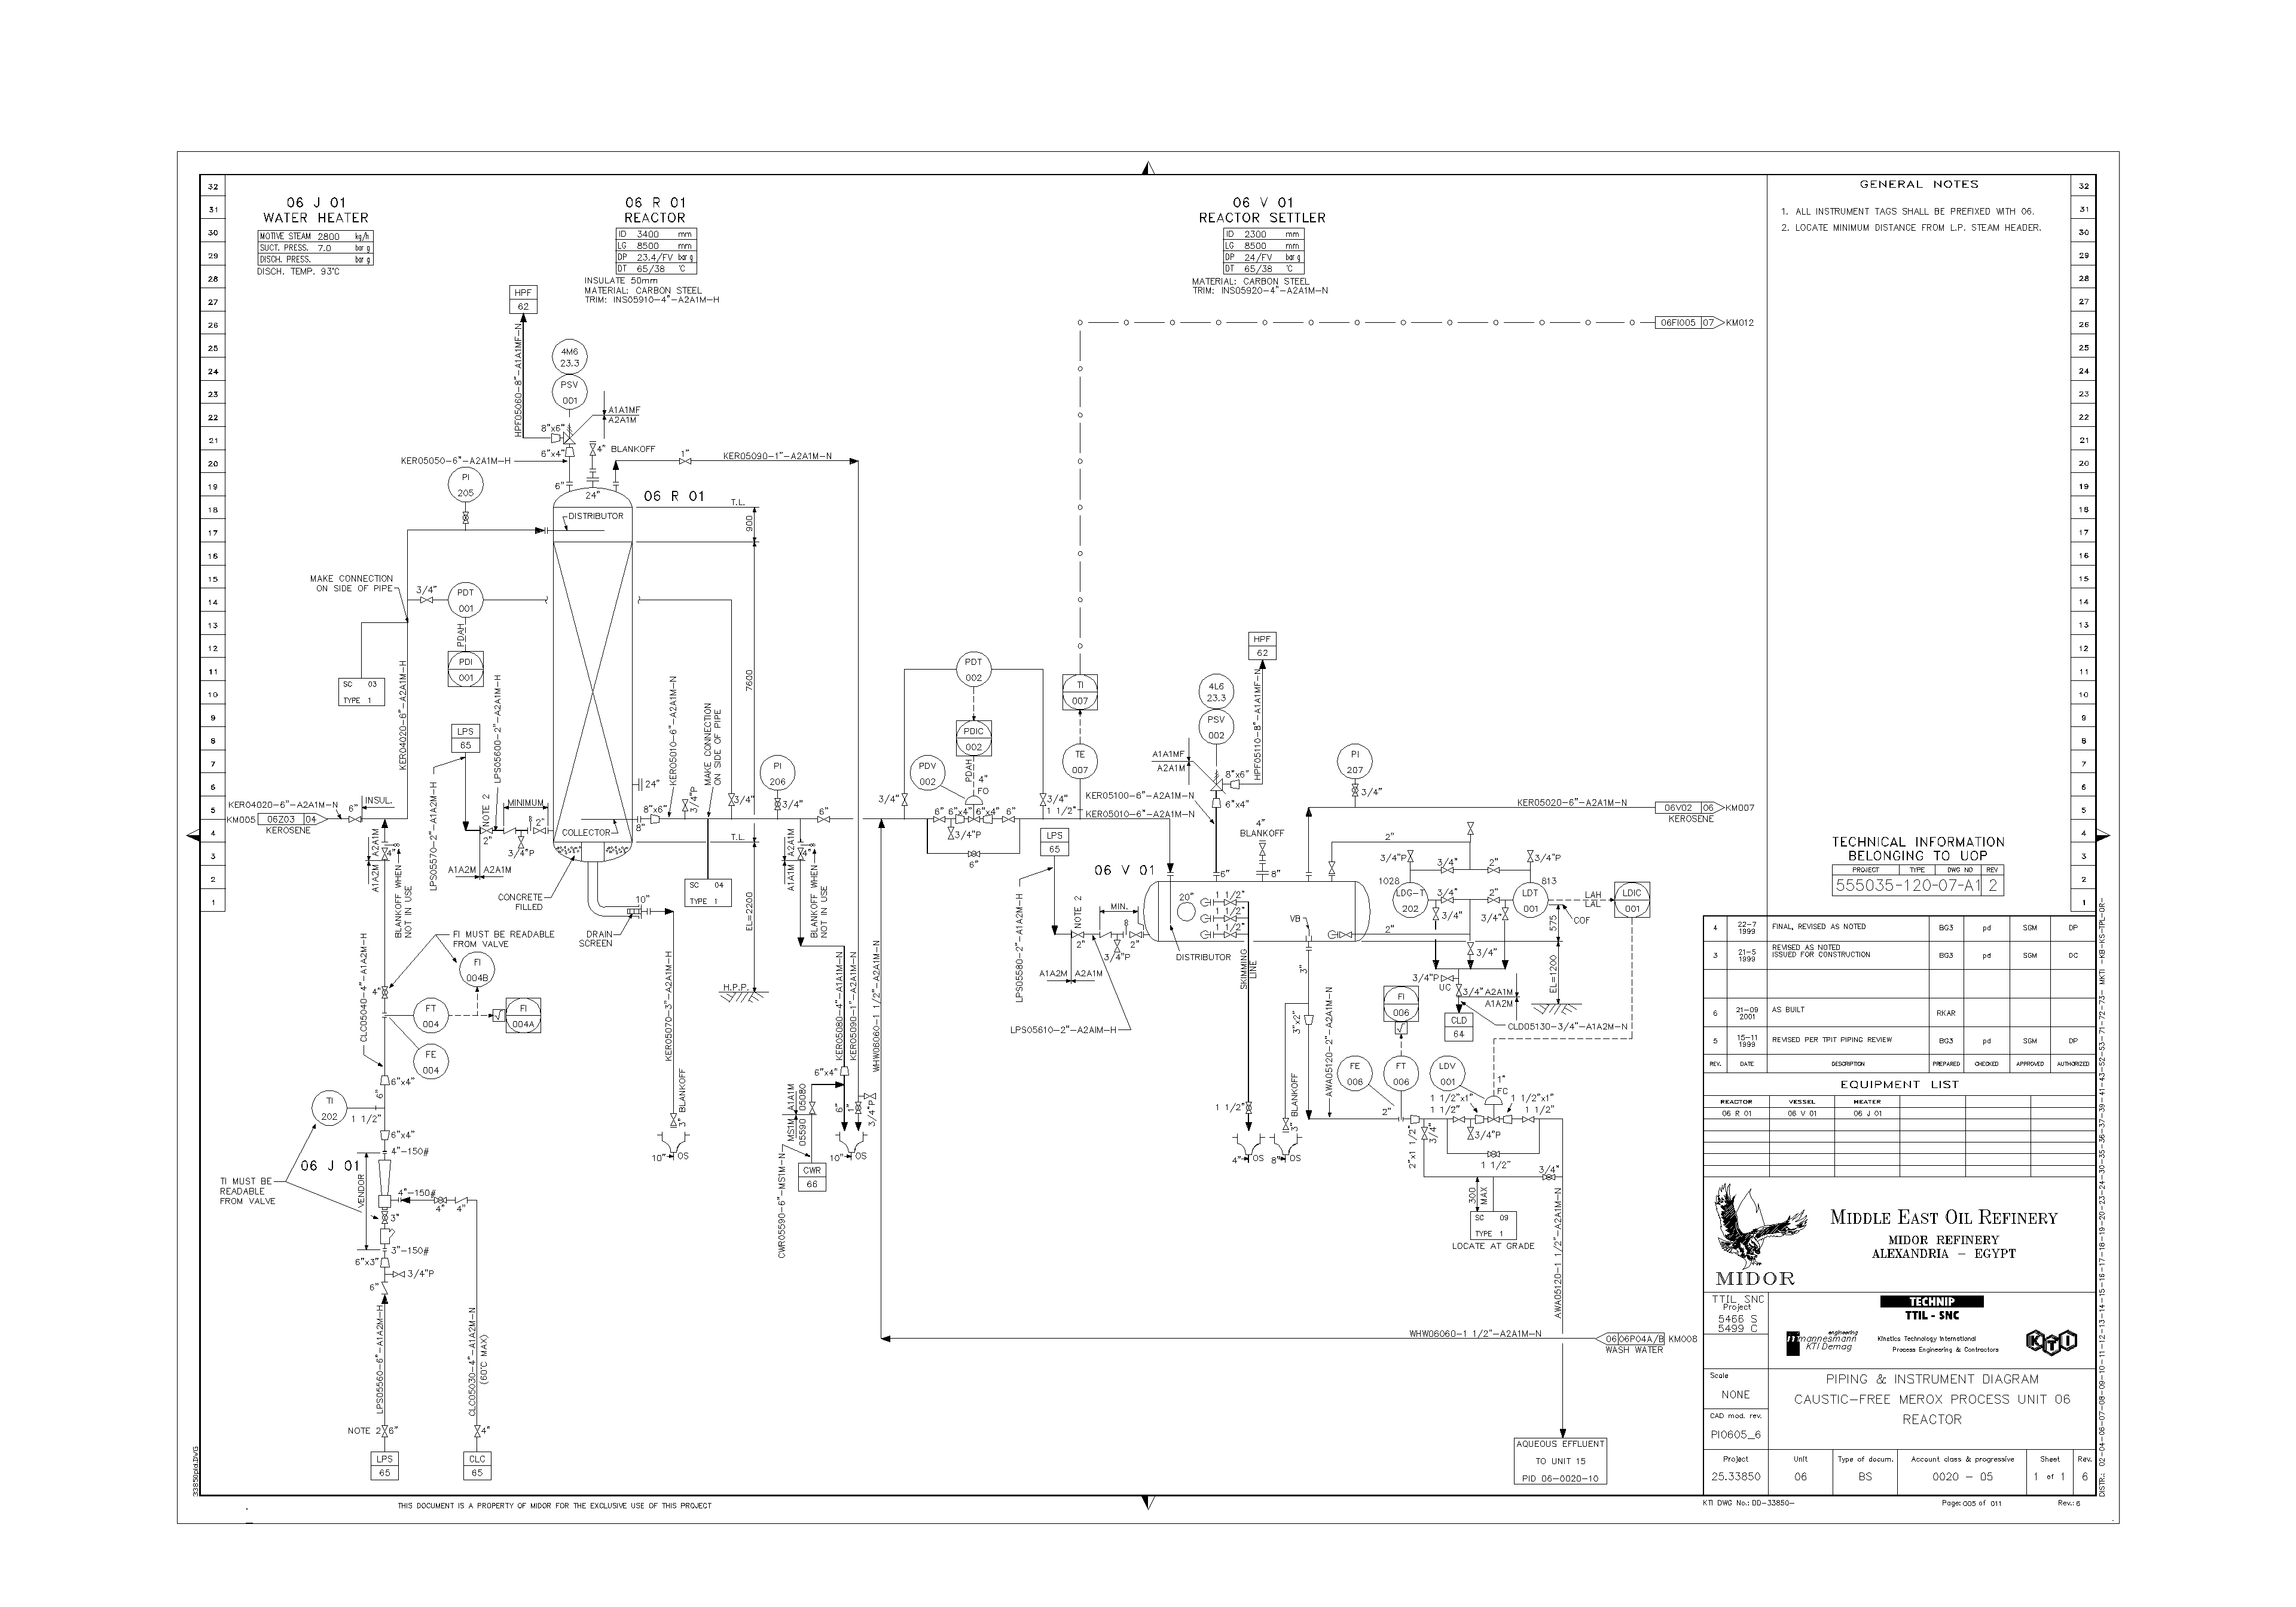 06 J 01
WATER HEATER
MOTIVE STEAM 2800 kg/h
SUCT. PRESS. 7.0 bar g
DISCH. PRESS. bar g
DISCH. TEMP. 93°C
06 R 01
REACTOR
ID 3400 mm
LG 8500 mm
DP 23.4/FV bar g
DT 65/38 °C
INSULATE 50mm
MATERIAL: CARBON STEEL
TRIM: INS05910-4"-A2A1M-H
06 V 01
REACTOR SETTLER
ID 2300 mm
LG 8500 mm
DP 24/FV bar g
DT 65/38 °C
MATERIAL: CARBON STEEL
TRIM: INS05920-4"-A2A1M-N
GENERAL NOTES
1. ALL INSTRUMENT TAGS SHALL BE PREFIXED WITH 06.
2. LOCATE MINIMUM DISTANCE FROM L.P. STEAM HEADER.
32
31
30
29
28
27
26
25
24
23
22
21
20
19
18
17
16
15
14
13
12
11
10
9
8
7
6
5
4
3
2
1
HPF
62
HPF05060-8"-A1A1MF-N
4M6
23.3
PSV
001
A1A1MF
A2A1M
8"x6"
6"x4"
4" BLANKOFF
KER05050-6"-A2A1M-H
1"
KER05090-1"-A2A1M-N
6"
24"
06 R 01
T.L.
900
PI
205
DISTRIBUTOR
MAKE CONNECTION
ON SIDE OF PIPE
3/4"
PDT
001
PDAH
PDI
001
SC 03
TYPE 1
KER04020-6"-A2A1M-H
LPS
65
LPS05570-2"-A1A2M-H
LPS05600-2"-A2A1M-H
NOTE 2
MINIMUM
2"
2"
3/4"P
A1A2M
A2A1M
KER04020-6"-A2A1M-N
KM005
06Z03 04
KEROSENE
6"
INSUL.
7600
24"
8"x6"
8"
COLLECTOR
T.L.
KER05010-6"-A2A1M-N
3/4"P
MAKE CONNECTION
ON SIDE OF PIPE
3/4"
PI
206
3/4"
6"
CONCRETE
FILLED
10"
DRAIN
SCREEN
SC 04
TYPE 1
EL=2200
H.P.P.
KER05070-3"-A2A1M-H
3" BLANKOFF
10" OS
A2A1M
A1A1M
4"
BLANKOFF WHEN
NOT IN USE
KER05080-4"-A1A1M-N
KER05090-1"-A2A1M-N
WHW06060-1 1/2"-A2A1M-N
6"x4"
6"
1"
3/4"P
10" OS
A1A1M
MS1M
05080
05590
CWR05590-6"-MS1M-N
CWR
66
A2A1M
A1A2M
4"
BLANKOFF WHEN
NOT IN USE
CLC05040-4"-A1A2M-H
FI MUST BE READABLE
FROM VALVE
FI
004B
4"
FT
004
FI
004A
FE
004
6"x4"
6"
TI
202
1 1/2"
6"x4"
4"-150#
06 J 01
TI MUST BE
READABLE
FROM VALVE
VENDOR
4"-150#
4"
4"
3"
3"-150#
6"x3"
3/4"P
6"
LPS05560-6"-A1A2M-H
CLC05030-4"-A1A2M-N
(60°C MAX)
NOTE 2
6"
4"
LPS
65
CLC
65
PDT
002
PDIC
002
PDAH
PDV
002
4"
FO
3/4"
6" 6"x4" 6"x4" 6"
3/4"P
6"
3/4"
1 1/2"
TI
007
TE
007
06FI005 07
KM012
KER05010-6"-A2A1M-N
KER05100-6"-A2A1M-N
4L6
23.3
PSV
002
A1A1MF
A2A1M
8"x6"
6"x4"
HPF
62
HPF05110-8"-A1A1MF-N
PI
207
3/4"
KER05020-6"-A2A1M-N
06V02 06
KM007
KEROSENE
LPS
65
LPS05580-2"-A1A2M-H
NOTE 2
MIN.
2"
2"
3/4"P
A1A2M
A2A1M
LPS05610-2"-A2AIM-H
06 V 01
4"
BLANKOFF
6"
8"
20"
1 1/2"
1 1/2"
1 1/2"
DISTRIBUTOR
SKIMMING
LINE
VB
3"
3"x2"
AWA05120-2"-A2A1M-N
3" BLANKOFF
1 1/2"
4" OS
8" OS
2"
3/4"P
3/4"
2"
3/4"P
1028
LDG-T
202
3/4"
2"
813
LDT
001
LAH
LAL
LDIC
001
3/4"
3/4"
575
COF
2"
3/4"
EL=1200
3/4"P
UC
3/4"
A2A1M
A1A2M
CLD
64
CLD05130-3/4"-A1A2M-N
FI
006
FE
006
FT
006
LDV
001
1"
FC
2"
1 1/2"x1"
1 1/2"
1 1/2"x1"
1 1/2"
3/4"P
3/4"
2"x1 1/2"
1 1/2"
3/4"
300
MAX
SC 09
TYPE 1
LOCATE AT GRADE
AWA05120-1 1/2"-A2A1M-N
WHW06060-1 1/2"-A2A1M-N
06 06P04A/B
KM008
WASH WATER
AQUEOUS EFFLUENT
TO UNIT 15
PID 06-0020-10
32
31
30
29
28
27
26
25
24
23
22
21
20
19
18
17
16
15
14
13
12
11
10
9
8
7
6
5
4
3
2
1
TECHNICAL INFORMATION
BELONGING TO UOP
PROJECT TYPE DWG NO REV
555035-120-07-A1 2
4 22-7 1999 FINAL, REVISED AS NOTED BG3 pd SGM DP
3 21-5 1999 REVISED AS NOTED ISSUED FOR CONSTRUCTION BG3 pd SGM DC
6 21-09 2001 AS BUILT RKAR
5 15-11 1999 REVISED PER TPIT PIPING REVIEW BG3 pd SGM DP
REV. DATE DESCRIPTION PREPARED CHECKED APPROVED AUTHORIZED
EQUIPMENT LIST
REACTOR VESSEL HEATER
06 R 01 06 V 01 06 J 01
MIDOR
MIDDLE EAST OIL REFINERY
MIDOR REFINERY
ALEXANDRIA - EGYPT
TTIL SNC
Project
5466 S
5499 C
TECHNIP
TTIL - SNC
engineering
mannesmann
KTI Demag
Kinetics Technology International
Process Engineering & Contractors
KTI
Scale
NONE
CAD mod. rev.
PI0605_6
PIPING & INSTRUMENT DIAGRAM
CAUSTIC-FREE MEROX PROCESS UNIT 06
REACTOR
Project Unit Type of docum. Account class & progressive Sheet Rev.
25.33850 06 BS 0020 - 05 1 of 1 6
33850pid.DWG
THIS DOCUMENT IS A PROPERTY OF MIDOR FOR THE EXCLUSIVE USE OF THIS PROJECT
KTI DWG No.: DD-33850-
Page: 005 of 011
Rev.: 6